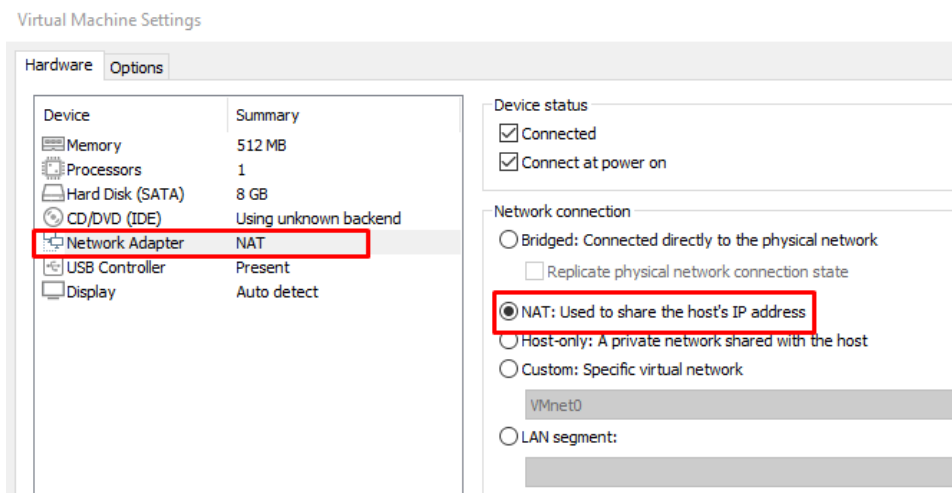 Virtual Machine Settings
Hardware Options
Device Summary
Memory 512 MB
Processors 1
Hard Disk (SATA) 8 GB
CD/DVD (IDE) Using unknown backend
Network Adapter NAT
USB Controller Present
Display Auto detect
Device status
Connected
Connect at power on
Network connection
Bridged: Connected directly to the physical network
Replicate physical network connection state
NAT: Used to share the host's IP address
Host-only: A private network shared with the host
Custom: Specific virtual network
VMnet0
LAN segment: